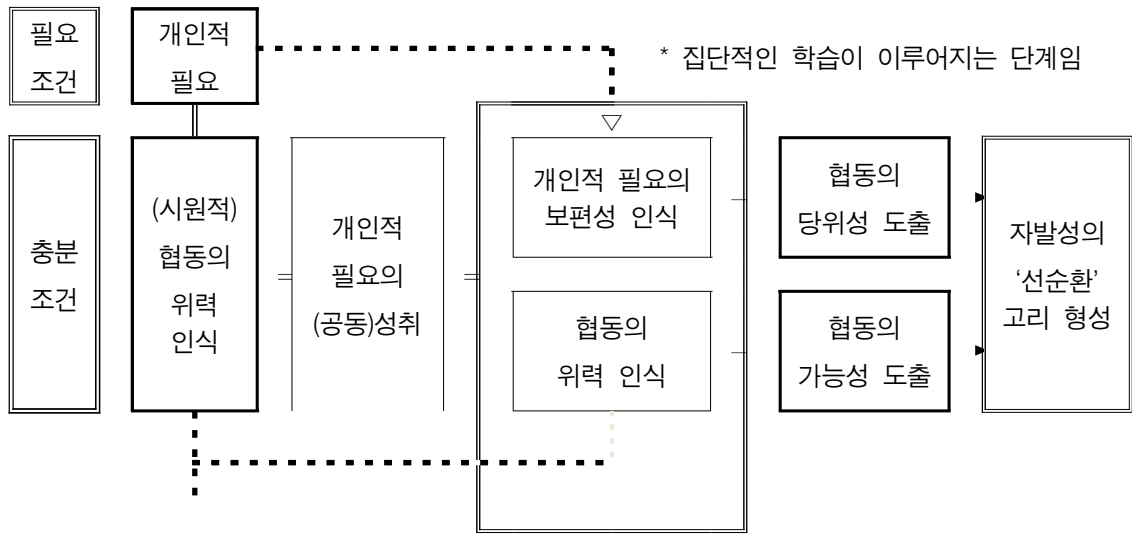 필요
조건
개인적
필요
* 집단적인 학습이 이루어지는 단계임
충분
조건
(시원적)
협동의
위력
인식
개인적
필요의
(공동)성취
개인적 필요의
보편성 인식
협동의
위력 인식
협동의
당위성 도출
협동의
가능성 도출
자발성의
‘선순환’
고리 형성